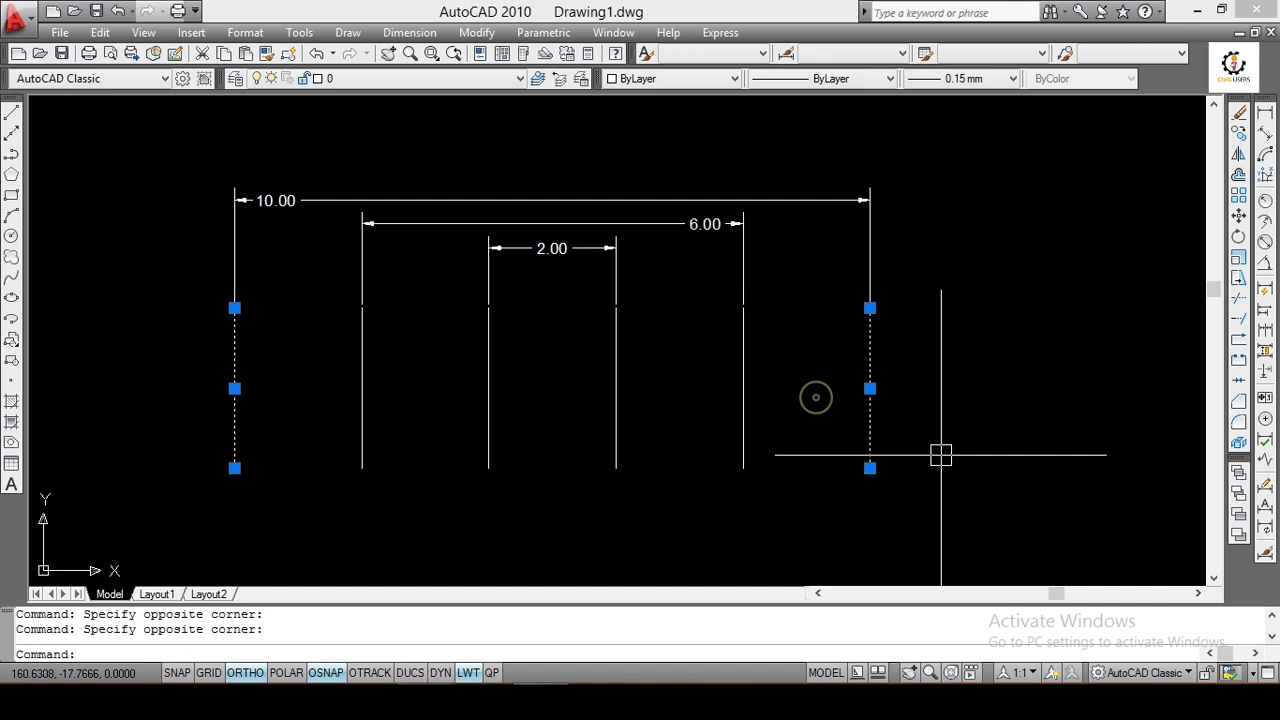 AutoCAD 2010 Drawing1.dwg
Type a keyword or phrase
File Edit View Insert Format Tools Draw Dimension Modify Parametric Window Help Express
AutoCAD Classic
0
ByLayer
ByLayer
0.15 mm
ByColor
CIVIL USERS
10.00
6.00
2.00
A
Y
X
Model Layout1 Layout2
Command: Specify opposite corner:
Command: Specify opposite corner:
Command:
Activate Windows
Go to PC settings to activate Windows.
160.6308, -17.7666, 0.0000 SNAP GRID ORTHO POLAR OSNAP OTRACK DUCS DYN LWT QP MODEL 1:1 AutoCAD Classic